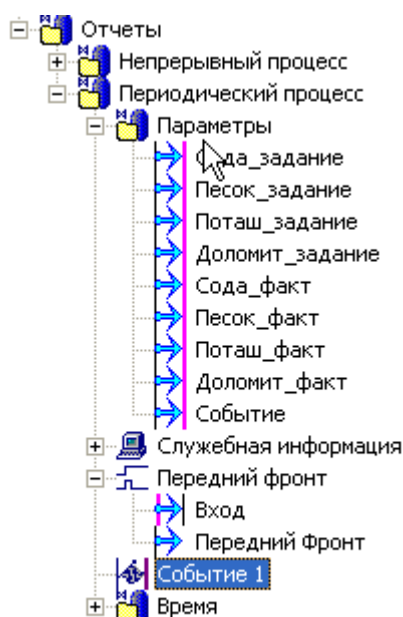 Отчеты
Непрерывный процесс
Периодический процесс
Параметры
Сода_задание
Песок_задание
Поташ_задание
Доломит_задание
Сода_факт
Песок_факт
Поташ_факт
Доломит_факт
Событие
Служебная информация
Передний фронт
Вход
Передний Фронт
Событие 1
Время